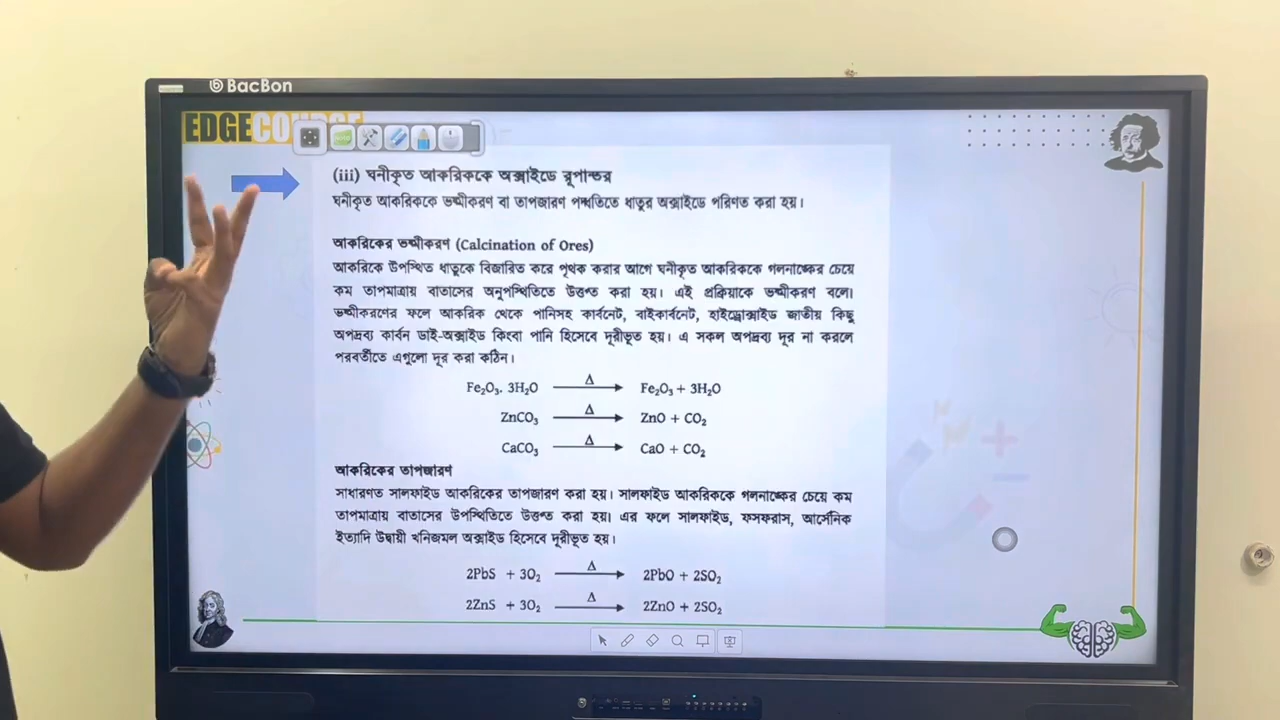 BacBon
EDGECOURSE
(iii) ঘনীকৃত আকরিককে অক্সাইডে রূপান্তর
ঘনীকৃত আকরিককে ভস্মীকরণ বা তাপজারণ পদ্ধতিতে ধাতুর অক্সাইডে পরিণত করা হয়।
আকরিকের ভস্মীকরণ (Calcination of Ores)
আকরিকে উপস্থিত ধাতুকে বিজারিত করে পৃথক করার আগে ঘনীকৃত আকরিককে গলনাঙ্কের চেয়ে
কম তাপমাত্রায় বাতাসের অনুপস্থিতিতে উত্তপ্ত করা হয়। এই প্রক্রিয়াকে ভস্মীকরণ বলে।
ভস্মীকরণের ফলে আকরিক থেকে পানিসহ কার্বনেট, বাইকার্বনেট, হাইড্রোক্সাইড জাতীয় কিছু
অপদ্রব্য কার্বন ডাই-অক্সাইড কিংবা পানি হিসেবে দূরীভূত হয়। এ সকল অপদ্রব্য দূর না করলে
পরবর্তীতে এগুলো দূর করা কঠিন।
Fe₂O₃. 3H₂O —Δ→ Fe₂O₃ + 3H₂O
ZnCO₃ —Δ→ ZnO + CO₂
CaCO₃ —Δ→ CaO + CO₂
আকরিকের তাপজারণ
সাধারণত সালফাইড আকরিকের তাপজারণ করা হয়। সালফাইড আকরিককে গলনাঙ্কের চেয়ে কম
তাপমাত্রায় বাতাসের উপস্থিতিতে উত্তপ্ত করা হয়। এর ফলে সালফাইড, ফসফরাস, আর্সেনিক
ইত্যাদি উদ্বায়ী খনিজমল অক্সাইড হিসেবে দূরীভূত হয়।
2PbS + 3O₂ —Δ→ 2PbO + 2SO₂
2ZnS + 3O₂ —Δ→ 2ZnO + 2SO₂